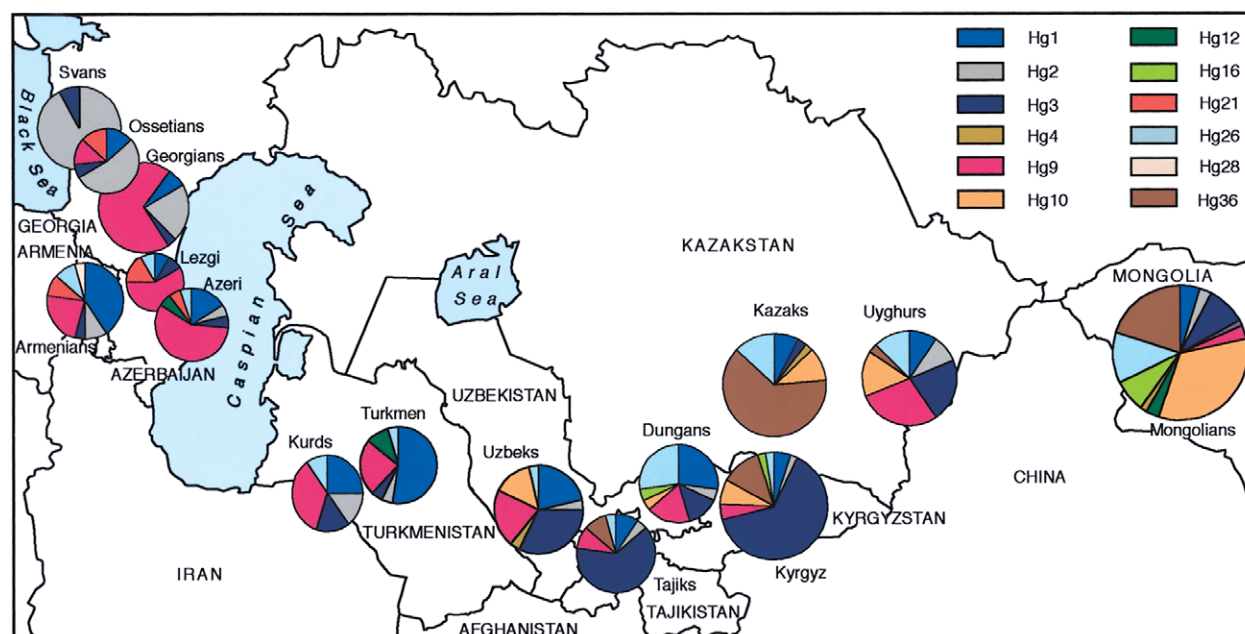 Svans
Ossetians
Georgians
Black Sea
GEORGIA
ARMENIA
Lezgi
Azeri
Armenians
AZERBAIJAN
Caspian
Sea
Aral
Sea
KAZAKSTAN
Hg1
Hg2
Hg3
Hg4
Hg9
Hg10
Hg12
Hg16
Hg21
Hg26
Hg28
Hg36
MONGOLIA
Mongolians
Kazaks
Uyghurs
UZBEKISTAN
Turkmen
Kurds
Uzbeks
Dungans
CHINA
TURKMENISTAN
KYRGYZSTAN
IRAN
Tajiks
Kyrgyz
TAJIKISTAN
AFGHANISTAN